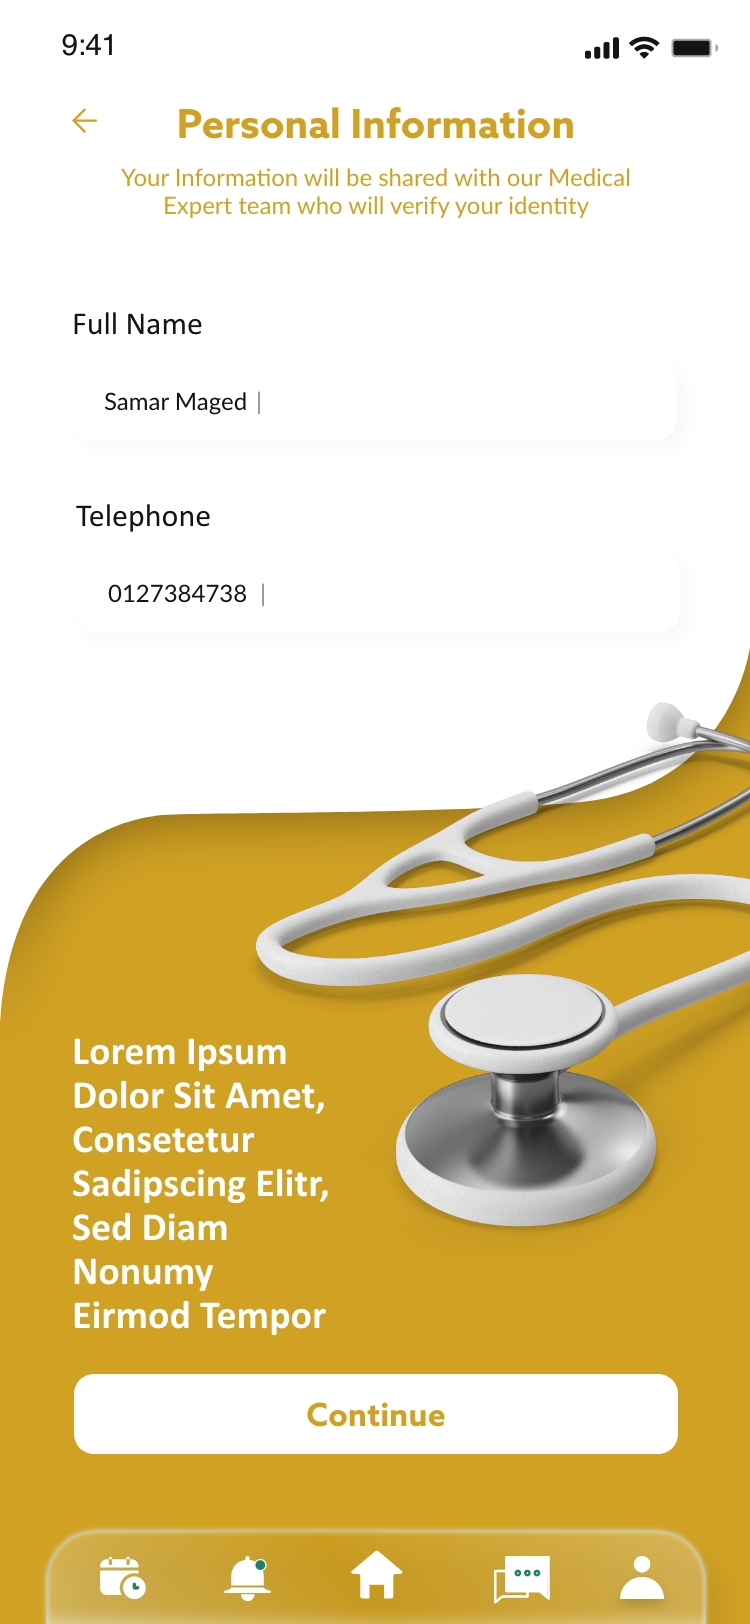 9:41
Personal Information
Your Information will be shared with our Medical
Expert team who will verify your identity
Full Name
Samar Maged
Telephone
0127384738
Lorem Ipsum
Dolor Sit Amet,
Consetetur
Sadipscing Elitr,
Sed Diam
Nonumy
Eirmod Tempor
Continue